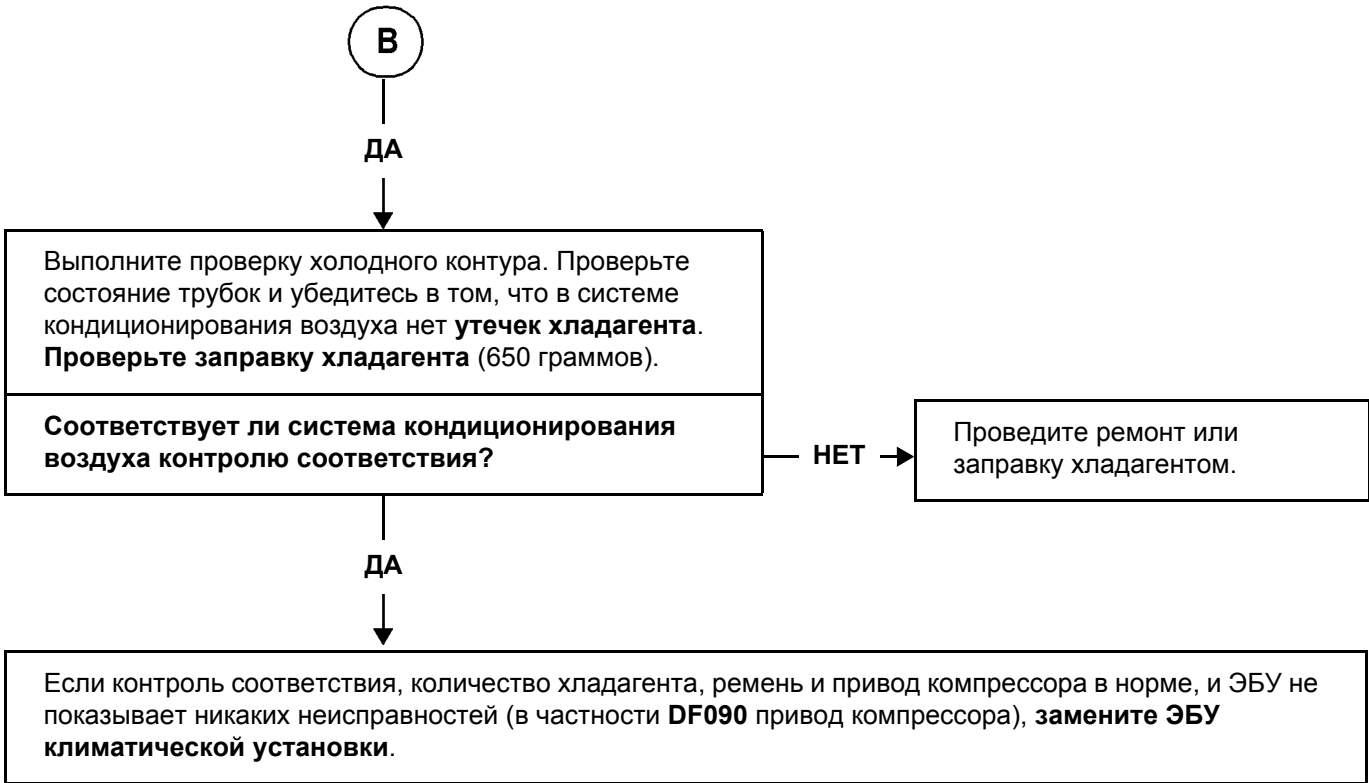 В
ДА
Выполните проверку холодного контура. Проверьте
состояние трубок и убедитесь в том, что в системе
кондиционирования воздуха нет утечек хладагента.
Проверьте заправку хладагента (650 граммов).
Соответствует ли система кондиционирования
воздуха контролю соответствия?
НЕТ
Проведите ремонт или
заправку хладагентом.
ДА
Если контроль соответствия, количество хладагента, ремень и привод компрессора в норме, и ЭБУ не
показывает никаких неисправностей (в частности DF090 привод компрессора), замените ЭБУ
климатической установки.